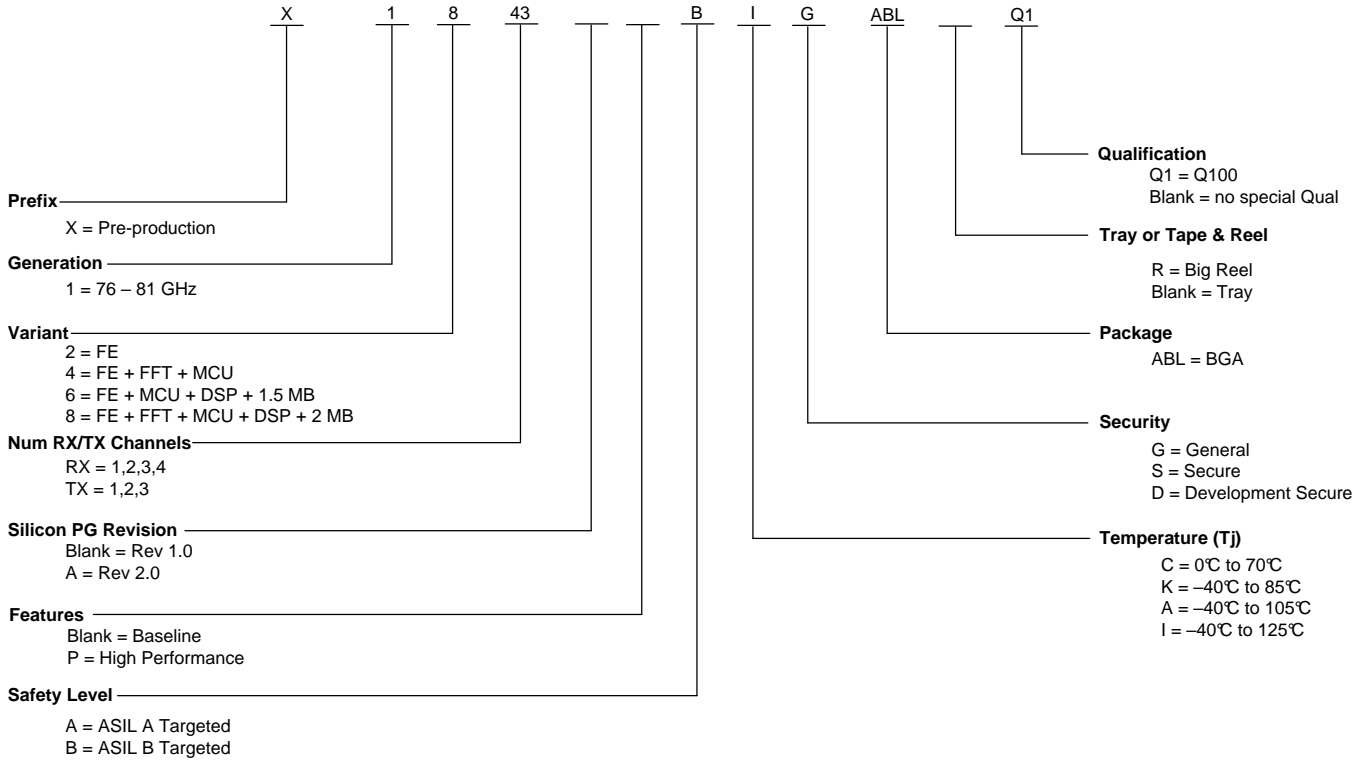 X 1 8 43 B I G ABL Q1
Prefix
X = Pre-production
Generation
1 = 76 – 81 GHz
Variant
2 = FE
4 = FE + FFT + MCU
6 = FE + MCU + DSP + 1.5 MB
8 = FE + FFT + MCU + DSP + 2 MB
Num RX/TX Channels
RX = 1,2,3,4
TX = 1,2,3
Silicon PG Revision
Blank = Rev 1.0
A = Rev 2.0
Features
Blank = Baseline
P = High Performance
Safety Level
A = ASIL A Targeted
B = ASIL B Targeted
Qualification
Q1 = Q100
Blank = no special Qual
Tray or Tape & Reel
R = Big Reel
Blank = Tray
Package
ABL = BGA
Security
G = General
S = Secure
D = Development Secure
Temperature (Tj)
C = 0°C to 70°C
K = –40°C to 85°C
A = –40°C to 105°C
I = –40°C to 125°C